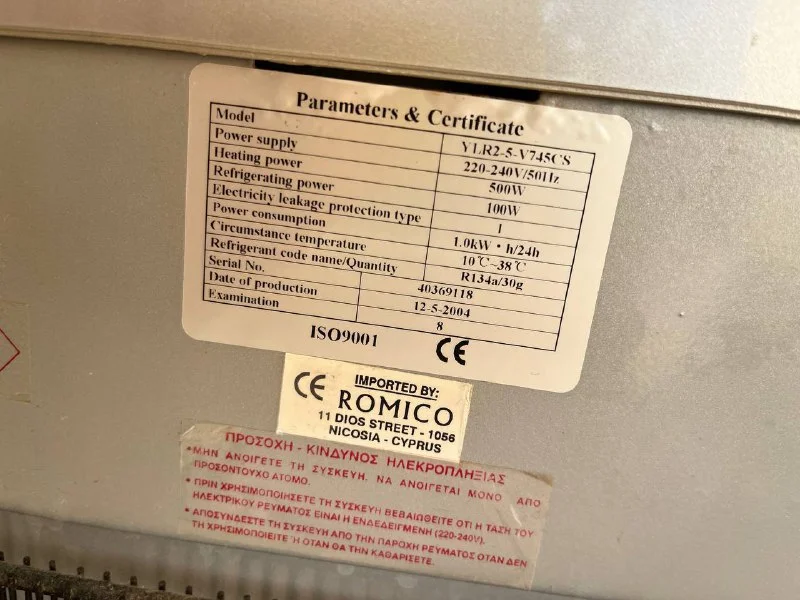 Parameters & Certificate
Model YLR2-5-V745CS
Power supply 220-240V/50Hz
Heating power 500W
Refrigerating power 100W
Electricity leakage protection type I
Power consumption 1.0kW·h/24h
Circumstance temperature 10℃~38℃
Refrigerant code name/Quantity R134a/30g
Serial No. 40369118
Date of production 12-5-2004
Examination 8
ISO9001 CE
CE IMPORTED BY:
ROMICO
11 DIOS STREET - 1056
NICOSIA - CYPRUS
ΠΡΟΣΟΧΗ - ΚΙΝΔΥΝΟΣ ΗΛΕΚΡΟΠΛΗΞΙΑΣ
•ΜΗΝ ΑΝΟΙΓΕΤΕ ΤΗ ΣΥΣΚΕΥΗ. ΝΑ ΑΝΟΙΓΕΤΑΙ ΜΟΝΟ ΑΠΟ
ΠΡΟΣΟΝΤΟΥΧΟ ΑΤΟΜΟ.
• ΠΡΙΝ ΧΡΗΣΙΜΟΠΟΙΗΣΕΤΕ ΤΗ ΣΥΣΚΕΥΗ ΒΕΒΑΙΩΘΕΙΤΕ ΟΤΙ Η ΤΑΣΗ ΤΟΥ
ΗΛΕΚΤΡΙΚΟΥ ΡΕΥΜΑΤΟΣ ΕΙΝΑΙ Η ΕΝΔΕΔΕΙΓΜΕΝΗ (220-240V).
• ΑΠΟΣΥΝΔΕΣΤΕ ΤΗ ΣΥΣΚΕΥΗ ΑΠΟ ΤΗΝ ΠΑΡΟΧΗ ΡΕΥΜΑΤΟΣ ΟΤΑΝ ΔΕΝ
ΤΗ ΧΡΗΣΙΜΟΠΟΙΕΙΤΕ Ή ΟΤΑΝ ΘΑ ΤΗΝ ΚΑΘΑΡΙΣΕΤΕ.